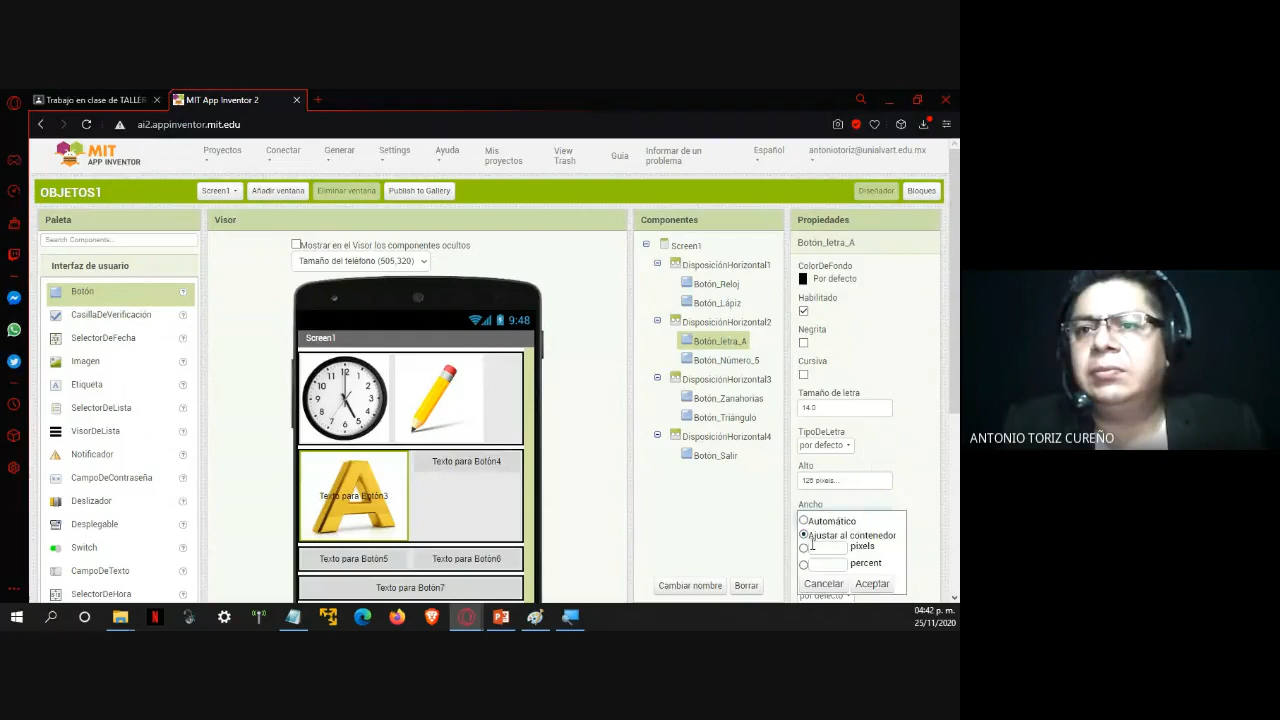 Trabajo en clase de TALLER
MIT App Inventor 2
ai2.appinventor.mit.edu
MIT
APP INVENTOR
Proyectos
Conectar
Generar
Settings
Ayuda
Mis proyectos
View Trash
Guía
Informar de un problema
Español
antoniotoriz@unialvart.edu.mx
OBJETOS1
Screen1
Añadir ventana
Eliminar ventana
Publish to Gallery
Diseñador
Bloques
Paleta
Search Components...
Interfaz de usuario
Botón
CasillaDeVerificación
SelectorDeFecha
Imagen
Etiqueta
SelectorDeLista
VisorDeLista
Notificador
CampoDeContraseña
Deslizador
Desplegable
Switch
CampoDeTexto
SelectorDeHora
Visor
Mostrar en el Visor los componentes ocultos
Tamaño del teléfono (505,320)
9:48
Screen1
Texto para Botón3
Texto para Botón4
Texto para Botón5
Texto para Botón6
Texto para Botón7
Componentes
Screen1
DisposiciónHorizontal1
Botón_Reloj
Botón_Lápiz
DisposiciónHorizontal2
Botón_letra_A
Botón_Número_5
DisposiciónHorizontal3
Botón_Zanahorias
Botón_Triángulo
DisposiciónHorizontal4
Botón_Salir
Cambiar nombre
Borrar
Propiedades
Botón_letra_A
ColorDeFondo
Por defecto
Habilitado
Negrita
Cursiva
Tamaño de letra
14.0
TipoDeLetra
por defecto
Alto
125 pixels...
Ancho
Automático
Ajustar al contenedor
pixels
percent
Cancelar
Aceptar
por defecto
04:42 p. m.
25/11/2020
ANTONIO TORIZ CUREÑO